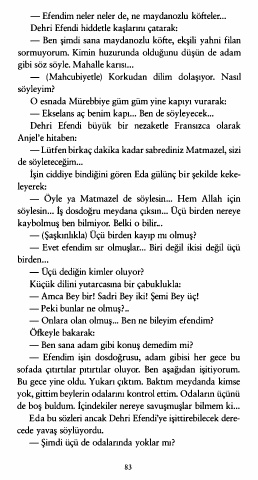 — Efendim neler neler de, ne maydanozlu köfteler...
Dehri Efendi hiddetle kaşlarını çatarak:
— Ben şimdi sana maydanozlu köfte, ekşili yahni filan
sormuyorum. Kimin huzurunda olduğunu düşün de adam
gibi söz söyle. Mahalle karısı...
— (Mahcubiyetle) Korkudan dilim dolaşıyor. Nasıl
söyleyim?
O esnada Mürebbiye güm güm yine kapıyı vurarak:
— Ekselans aç benim kapı... Ben de söyleyecek...
Dehri Efendi büyük bir nezaketle Fransızca olarak
Anjel'e hitaben:
— Lütfen birkaç dakika kadar sabrediniz Matmazel, sizi
de söyleteceğim...
İşin ciddiye bindiğini gören Eda gülünç bir şekilde keke-
leyerek:
— Öyle ya Matmazel de söylesin... Hem Allah için
söylesin... İş dosdoğru meydana çıksın... Üçü birden nereye
kaybolmuş ben bilmiyor. Belki o bilir...
— (Şaşkınlıkla) Üçü birden kayıp mı olmuş?
— Evet efendim sır olmuşlar... Biri değil ikisi değil üçü
birden...
— Üçü dediğin kimler oluyor?
Küçük dilini yutarcasına bir çabuklukla:
— Amca Bey bir! Sadri Bey iki! Şemi Bey üç!
— Peki bunlar ne olmuş?..
— Onlara olan olmuş... Ben ne bileyim efendim?
Öfkeyle bakarak:
— Ben sana adam gibi konuş demedim mi?
— Efendim işin dosdoğrusu, adam gibisi her gece bu
sofada çıtırtılar pıtırtılar oluyor. Ben aşağıdan işitiyorum.
Bu gece yine oldu. Yukarı çıktım. Baktım meydanda kimse
yok, gittim beylerin odalarını kontrol ettim. Odaların üçünü
de boş buldum. İçindekiler nereye savuşmuşlar bilmem ki...
Eda bu sözleri ancak Dehri Efendi'ye işittirebilecek dere-
cede yavaş söylüyordu.
— Şimdi üçü de odalarında yoklar mı?
83